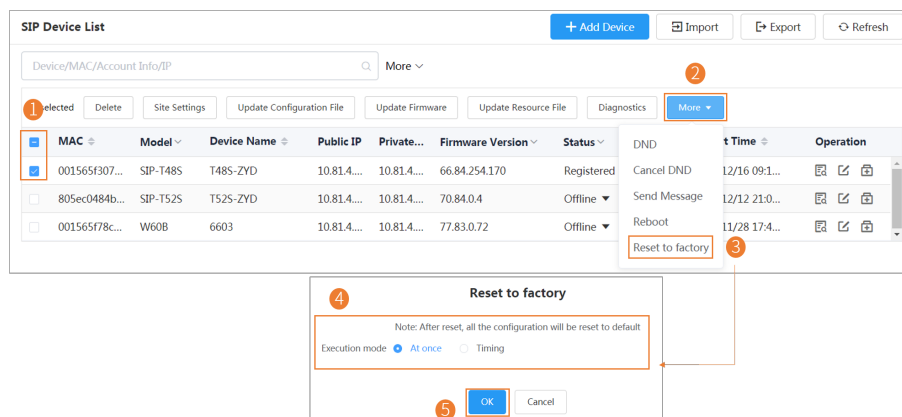 SIP Device List
+ Add Device
Import
Export
Refresh
Device/MAC/Account Info/IP
More
2
1
elected
Delete
Site Settings
Update Configuration File
Update Firmware
Update Resource File
Diagnostics
More
MAC Model Device Name Public IP Private... Firmware Version Status t Time Operation
001565f307... SIP-T48S T48S-ZYD 10.81.4.... 10.81.4.... 66.84.254.170 Registered 12/16 09:1...
805ec0484b... SIP-T52S T52S-ZYD 10.81.4.... 10.81.4.... 70.84.0.4 Offline 12/12 21:0...
001565f78c... W60B 6603 10.81.4.... 10.81.4.... 77.83.0.72 Offline 11/28 17:4...
DND
Cancel DND
Send Message
Reboot
Reset to factory
3
Reset to factory
4
Note: After reset, all the configuration will be reset to default
Execution mode At once Timing
5
OK
Cancel